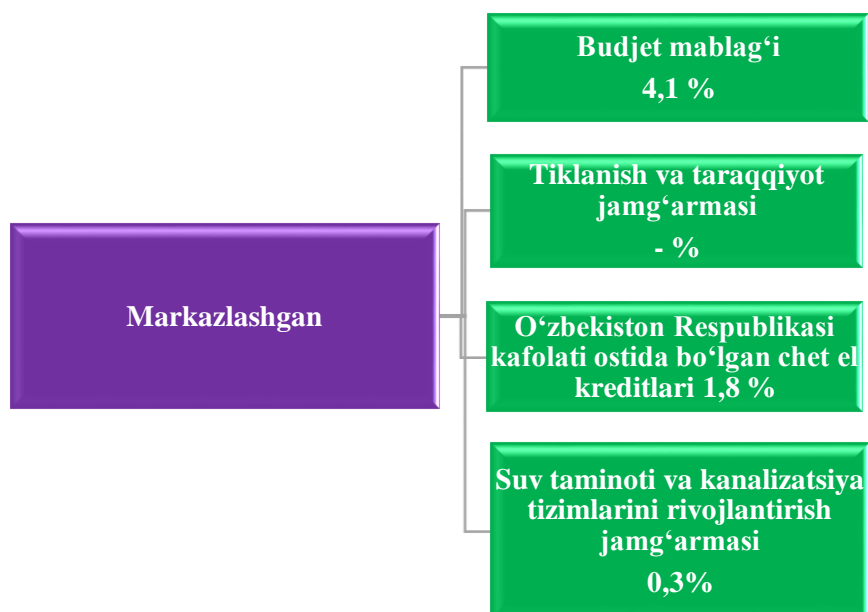 Markazlashgan
Budjet mablag‘i
4,1 %
Tiklanish va taraqqiyot
jamg‘armasi
- %
O‘zbekiston Respublikasi
kafolati ostida bo‘lgan chet el
kreditlari 1,8 %
Suv taminoti va kanalizatsiya
tizimlarini rivojlantirish
jamg‘armasi
0,3%